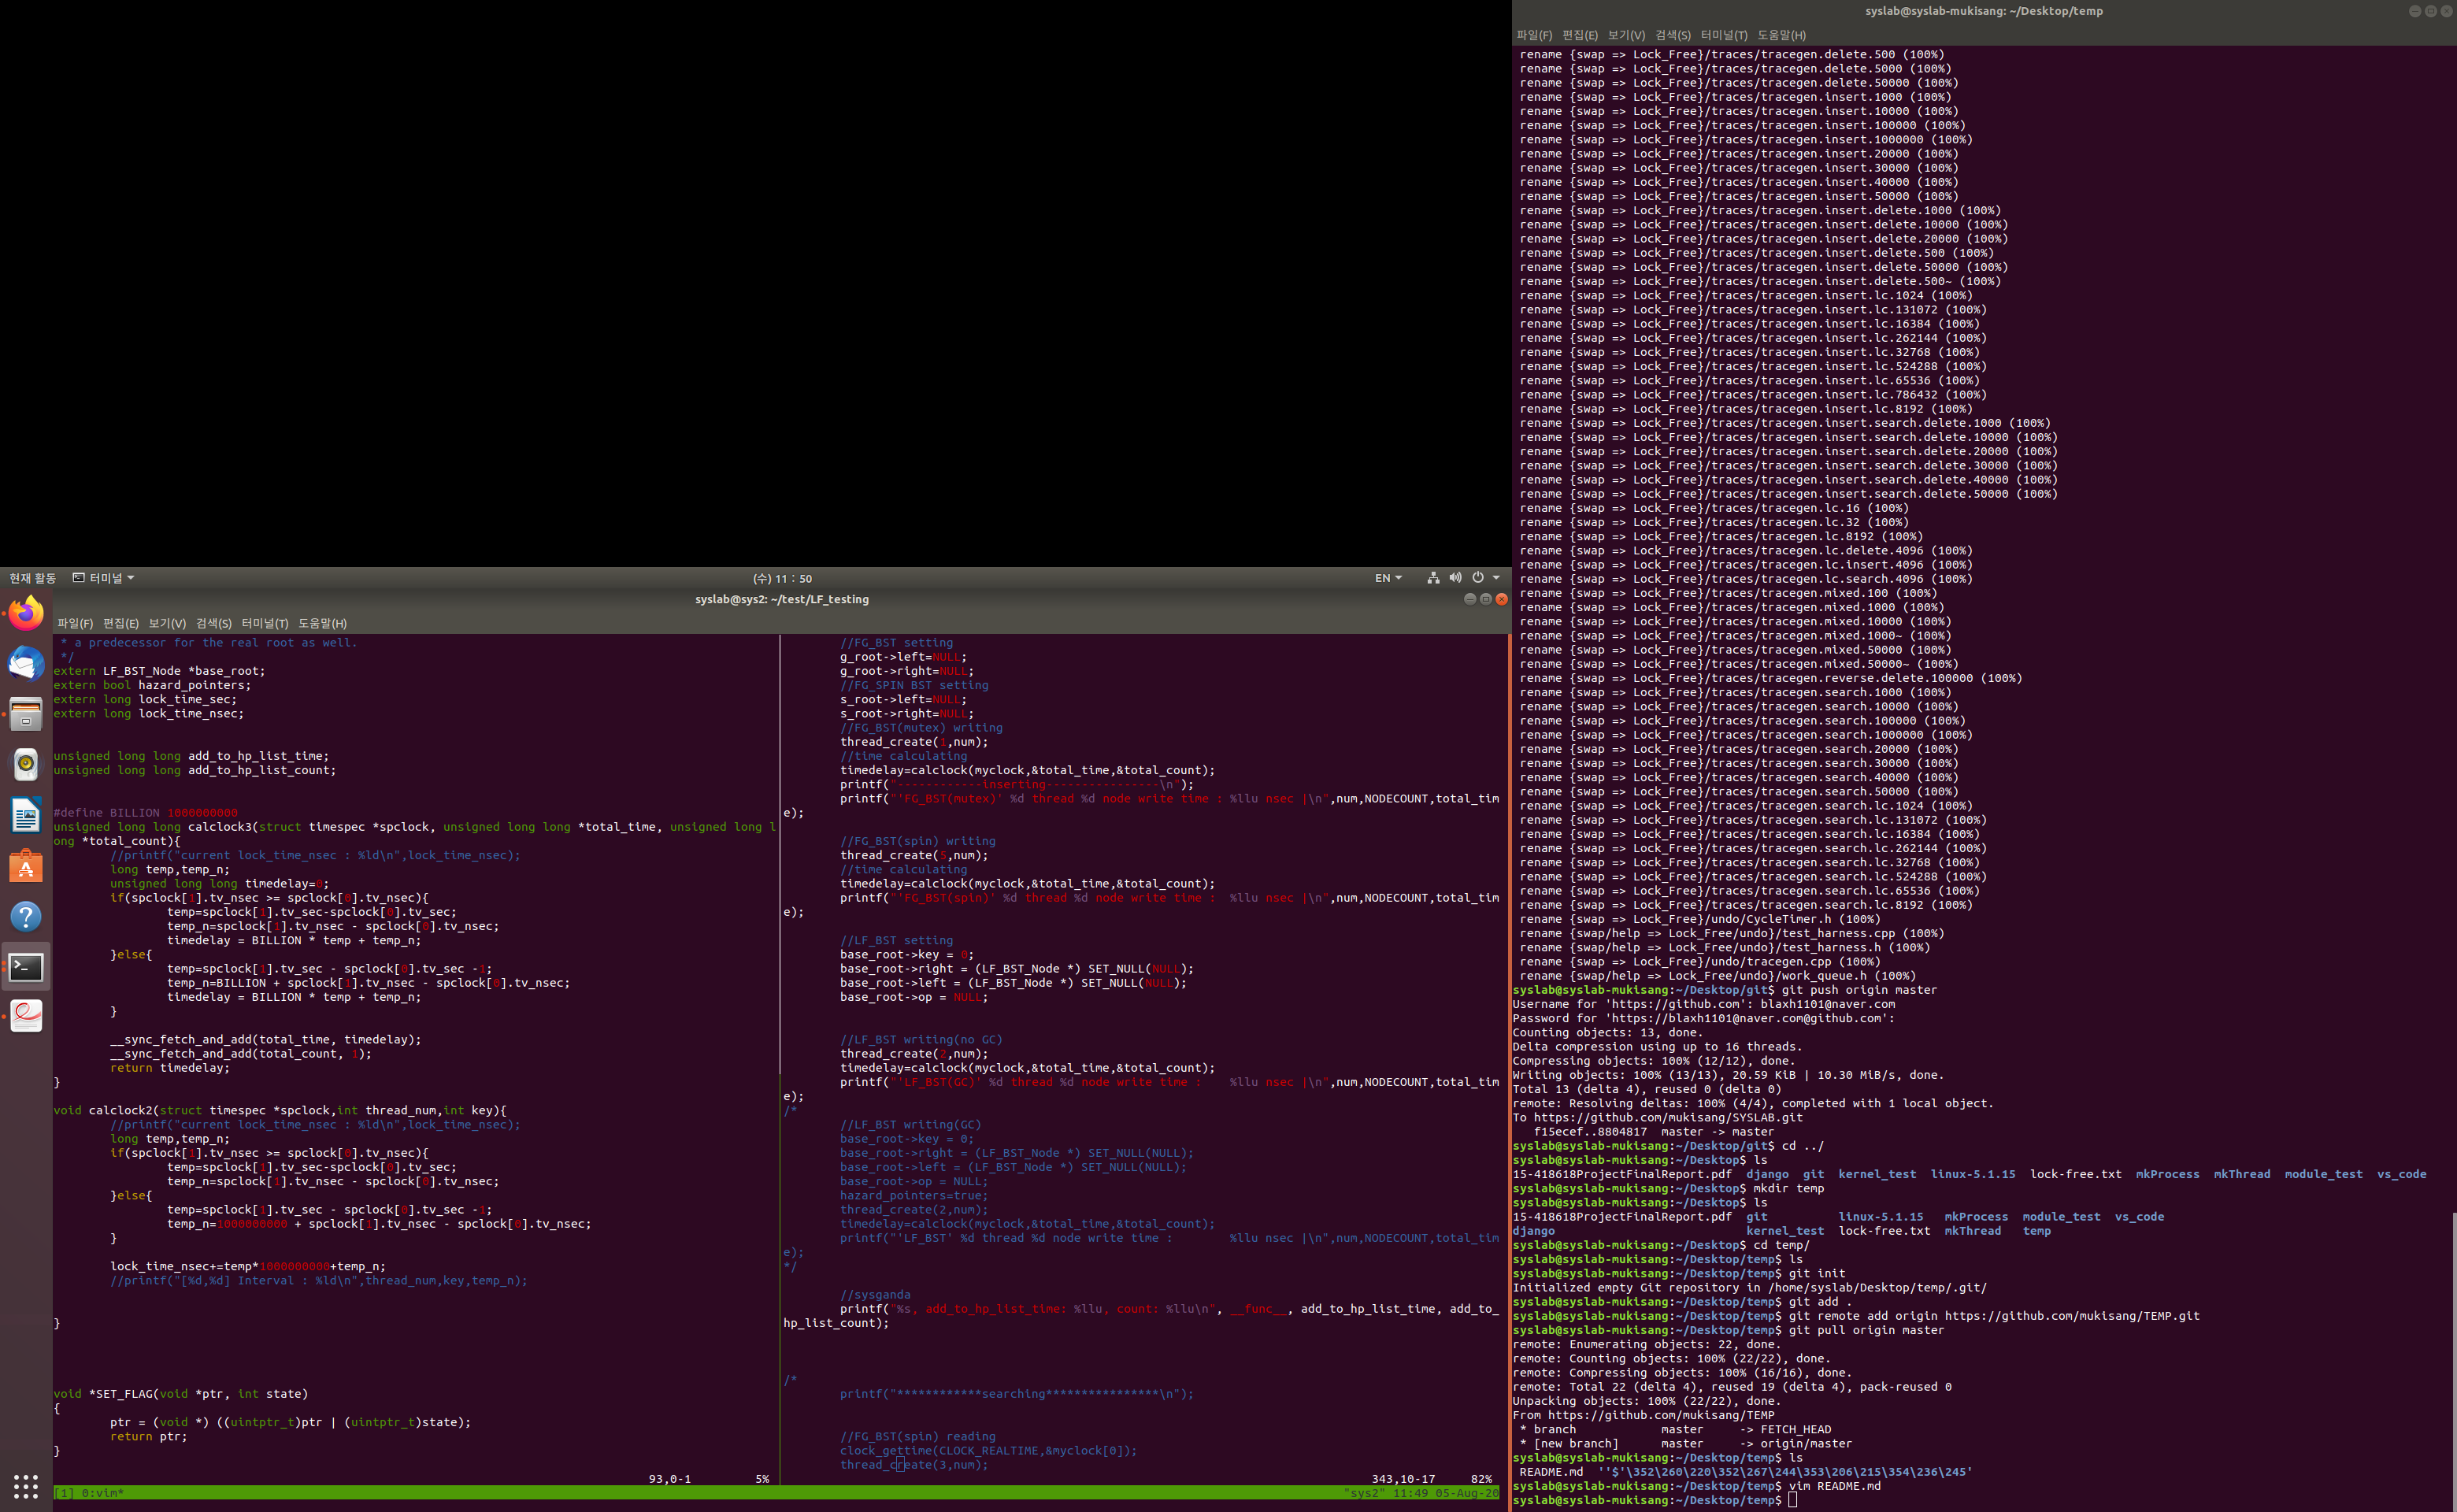 현재 활동
터미널
(수) 11 : 50
EN
syslab@sys2: ~/test/LF_testing
파일(F) 편집(E) 보기(V) 검색(S) 터미널(T) 도움말(H)
 * a predecessor for the real root as well.
 */
extern LF_BST_Node *base_root;
extern bool hazard_pointers;
extern long lock_time_sec;
extern long lock_time_nsec;
unsigned long long add_to_hp_list_time;
unsigned long long add_to_hp_list_count;
#define BILLION 1000000000
unsigned long long calclock3(struct timespec *spclock, unsigned long long *total_time, unsigned long l
ong *total_count){
        //printf("current lock_time_nsec : %ld\n",lock_time_nsec);
        long temp,temp_n;
        unsigned long long timedelay=0;
        if(spclock[1].tv_nsec >= spclock[0].tv_nsec){
                temp=spclock[1].tv_sec-spclock[0].tv_sec;
                temp_n=spclock[1].tv_nsec - spclock[0].tv_nsec;
                timedelay = BILLION * temp + temp_n;
        }else{
                temp=spclock[1].tv_sec - spclock[0].tv_sec -1;
                temp_n=BILLION + spclock[1].tv_nsec - spclock[0].tv_nsec;
                timedelay = BILLION * temp + temp_n;
        }
        __sync_fetch_and_add(total_time, timedelay);
        __sync_fetch_and_add(total_count, 1);
        return timedelay;
}
void calclock2(struct timespec *spclock,int thread_num,int key){
        //printf("current lock_time_nsec : %ld\n",lock_time_nsec);
        long temp,temp_n;
        if(spclock[1].tv_nsec >= spclock[0].tv_nsec){
                temp=spclock[1].tv_sec-spclock[0].tv_sec;
                temp_n=spclock[1].tv_nsec - spclock[0].tv_nsec;
        }else{
                temp=spclock[1].tv_sec - spclock[0].tv_sec -1;
                temp_n=1000000000 + spclock[1].tv_nsec - spclock[0].tv_nsec;
        }
        lock_time_nsec+=temp*1000000000+temp_n;
        //printf("[%d,%d] Interval : %ld\n",thread_num,key,temp_n);
}
void *SET_FLAG(void *ptr, int state)
{
        ptr = (void *) ((uintptr_t)ptr | (uintptr_t)state);
        return ptr;
}
93,0-1 5%
        //FG_BST setting
        g_root->left=NULL;
        g_root->right=NULL;
        //FG_SPIN BST setting
        s_root->left=NULL;
        s_root->right=NULL;
        //FG_BST(mutex) writing
        thread_create(1,num);
        //time calculating
        timedelay=calclock(myclock,&total_time,&total_count);
        printf("------------inserting----------------\n");
        printf("'FG_BST(mutex)' %d thread %d node write time : %llu nsec |\n",num,NODECOUNT,total_tim
e);
        //FG_BST(spin) writing
        thread_create(5,num);
        //time calculating
        timedelay=calclock(myclock,&total_time,&total_count);
        printf("'FG_BST(spin)' %d thread %d node write time :  %llu nsec |\n",num,NODECOUNT,total_tim
e);
        //LF_BST setting
        base_root->key = 0;
        base_root->right = (LF_BST_Node *) SET_NULL(NULL);
        base_root->left = (LF_BST_Node *) SET_NULL(NULL);
        base_root->op = NULL;
        //LF_BST writing(no GC)
        thread_create(2,num);
        timedelay=calclock(myclock,&total_time,&total_count);
        printf("'LF_BST(GC)' %d thread %d node write time :    %llu nsec |\n",num,NODECOUNT,total_tim
e);
/*
        //LF_BST writing(GC)
        base_root->key = 0;
        base_root->right = (LF_BST_Node *) SET_NULL(NULL);
        base_root->left = (LF_BST_Node *) SET_NULL(NULL);
        base_root->op = NULL;
        hazard_pointers=true;
        thread_create(2,num);
        timedelay=calclock(myclock,&total_time,&total_count);
        printf("'LF_BST' %d thread %d node write time :        %llu nsec |\n",num,NODECOUNT,total_tim
e);
*/
        //sysganda
        printf("%s, add_to_hp_list_time: %llu, count: %llu\n", __func__, add_to_hp_list_time, add_to_
hp_list_count);
/*
        printf("************searching****************\n");
        //FG_BST(spin) reading
        clock_gettime(CLOCK_REALTIME,&myclock[0]);
        thread_create(3,num);
343,10-17 82%
[1] 0:vim* "sys2" 11:49 05-Aug-20
syslab@syslab-mukisang: ~/Desktop/temp
파일(F) 편집(E) 보기(V) 검색(S) 터미널(T) 도움말(H)
 rename {swap => Lock_Free}/traces/tracegen.delete.500 (100%)
 rename {swap => Lock_Free}/traces/tracegen.delete.5000 (100%)
 rename {swap => Lock_Free}/traces/tracegen.delete.50000 (100%)
 rename {swap => Lock_Free}/traces/tracegen.insert.1000 (100%)
 rename {swap => Lock_Free}/traces/tracegen.insert.10000 (100%)
 rename {swap => Lock_Free}/traces/tracegen.insert.100000 (100%)
 rename {swap => Lock_Free}/traces/tracegen.insert.1000000 (100%)
 rename {swap => Lock_Free}/traces/tracegen.insert.20000 (100%)
 rename {swap => Lock_Free}/traces/tracegen.insert.30000 (100%)
 rename {swap => Lock_Free}/traces/tracegen.insert.40000 (100%)
 rename {swap => Lock_Free}/traces/tracegen.insert.50000 (100%)
 rename {swap => Lock_Free}/traces/tracegen.insert.delete.1000 (100%)
 rename {swap => Lock_Free}/traces/tracegen.insert.delete.10000 (100%)
 rename {swap => Lock_Free}/traces/tracegen.insert.delete.20000 (100%)
 rename {swap => Lock_Free}/traces/tracegen.insert.delete.500 (100%)
 rename {swap => Lock_Free}/traces/tracegen.insert.delete.50000 (100%)
 rename {swap => Lock_Free}/traces/tracegen.insert.delete.500~ (100%)
 rename {swap => Lock_Free}/traces/tracegen.insert.lc.1024 (100%)
 rename {swap => Lock_Free}/traces/tracegen.insert.lc.131072 (100%)
 rename {swap => Lock_Free}/traces/tracegen.insert.lc.16384 (100%)
 rename {swap => Lock_Free}/traces/tracegen.insert.lc.262144 (100%)
 rename {swap => Lock_Free}/traces/tracegen.insert.lc.32768 (100%)
 rename {swap => Lock_Free}/traces/tracegen.insert.lc.524288 (100%)
 rename {swap => Lock_Free}/traces/tracegen.insert.lc.65536 (100%)
 rename {swap => Lock_Free}/traces/tracegen.insert.lc.786432 (100%)
 rename {swap => Lock_Free}/traces/tracegen.insert.lc.8192 (100%)
 rename {swap => Lock_Free}/traces/tracegen.insert.search.delete.1000 (100%)
 rename {swap => Lock_Free}/traces/tracegen.insert.search.delete.10000 (100%)
 rename {swap => Lock_Free}/traces/tracegen.insert.search.delete.20000 (100%)
 rename {swap => Lock_Free}/traces/tracegen.insert.search.delete.30000 (100%)
 rename {swap => Lock_Free}/traces/tracegen.insert.search.delete.40000 (100%)
 rename {swap => Lock_Free}/traces/tracegen.insert.search.delete.50000 (100%)
 rename {swap => Lock_Free}/traces/tracegen.lc.16 (100%)
 rename {swap => Lock_Free}/traces/tracegen.lc.32 (100%)
 rename {swap => Lock_Free}/traces/tracegen.lc.8192 (100%)
 rename {swap => Lock_Free}/traces/tracegen.lc.delete.4096 (100%)
 rename {swap => Lock_Free}/traces/tracegen.lc.insert.4096 (100%)
 rename {swap => Lock_Free}/traces/tracegen.lc.search.4096 (100%)
 rename {swap => Lock_Free}/traces/tracegen.mixed.100 (100%)
 rename {swap => Lock_Free}/traces/tracegen.mixed.1000 (100%)
 rename {swap => Lock_Free}/traces/tracegen.mixed.10000 (100%)
 rename {swap => Lock_Free}/traces/tracegen.mixed.1000~ (100%)
 rename {swap => Lock_Free}/traces/tracegen.mixed.50000 (100%)
 rename {swap => Lock_Free}/traces/tracegen.mixed.50000~ (100%)
 rename {swap => Lock_Free}/traces/tracegen.reverse.delete.100000 (100%)
 rename {swap => Lock_Free}/traces/tracegen.search.1000 (100%)
 rename {swap => Lock_Free}/traces/tracegen.search.10000 (100%)
 rename {swap => Lock_Free}/traces/tracegen.search.100000 (100%)
 rename {swap => Lock_Free}/traces/tracegen.search.1000000 (100%)
 rename {swap => Lock_Free}/traces/tracegen.search.20000 (100%)
 rename {swap => Lock_Free}/traces/tracegen.search.30000 (100%)
 rename {swap => Lock_Free}/traces/tracegen.search.40000 (100%)
 rename {swap => Lock_Free}/traces/tracegen.search.50000 (100%)
 rename {swap => Lock_Free}/traces/tracegen.search.lc.1024 (100%)
 rename {swap => Lock_Free}/traces/tracegen.search.lc.131072 (100%)
 rename {swap => Lock_Free}/traces/tracegen.search.lc.16384 (100%)
 rename {swap => Lock_Free}/traces/tracegen.search.lc.262144 (100%)
 rename {swap => Lock_Free}/traces/tracegen.search.lc.32768 (100%)
 rename {swap => Lock_Free}/traces/tracegen.search.lc.524288 (100%)
 rename {swap => Lock_Free}/traces/tracegen.search.lc.65536 (100%)
 rename {swap => Lock_Free}/traces/tracegen.search.lc.8192 (100%)
 rename {swap => Lock_Free}/undo/CycleTimer.h (100%)
 rename {swap/help => Lock_Free/undo}/test_harness.cpp (100%)
 rename {swap/help => Lock_Free/undo}/test_harness.h (100%)
 rename {swap => Lock_Free}/undo/tracegen.cpp (100%)
 rename {swap/help => Lock_Free/undo}/work_queue.h (100%)
syslab@syslab-mukisang:~/Desktop/git$ git push origin master
Username for 'https://github.com': blaxh1101@naver.com
Password for 'https://blaxh1101@naver.com@github.com':
Counting objects: 13, done.
Delta compression using up to 16 threads.
Compressing objects: 100% (12/12), done.
Writing objects: 100% (13/13), 20.59 KiB | 10.30 MiB/s, done.
Total 13 (delta 4), reused 0 (delta 0)
remote: Resolving deltas: 100% (4/4), completed with 1 local object.
To https://github.com/mukisang/SYSLAB.git
   f15ecef..8804817  master -> master
syslab@syslab-mukisang:~/Desktop/git$ cd ../
syslab@syslab-mukisang:~/Desktop$ ls
15-418618ProjectFinalReport.pdf  django  git  kernel_test  linux-5.1.15  lock-free.txt  mkProcess  mkThread  module_test  vs_code
syslab@syslab-mukisang:~/Desktop$ mkdir temp
syslab@syslab-mukisang:~/Desktop$ ls
15-418618ProjectFinalReport.pdf  git          linux-5.1.15   mkProcess  module_test  vs_code
django                           kernel_test  lock-free.txt  mkThread   temp
syslab@syslab-mukisang:~/Desktop$ cd temp/
syslab@syslab-mukisang:~/Desktop/temp$ ls
syslab@syslab-mukisang:~/Desktop/temp$ git init
Initialized empty Git repository in /home/syslab/Desktop/temp/.git/
syslab@syslab-mukisang:~/Desktop/temp$ git add .
syslab@syslab-mukisang:~/Desktop/temp$ git remote add origin https://github.com/mukisang/TEMP.git
syslab@syslab-mukisang:~/Desktop/temp$ git pull origin master
remote: Enumerating objects: 22, done.
remote: Counting objects: 100% (22/22), done.
remote: Compressing objects: 100% (16/16), done.
remote: Total 22 (delta 4), reused 19 (delta 4), pack-reused 0
Unpacking objects: 100% (22/22), done.
From https://github.com/mukisang/TEMP
 * branch            master     -> FETCH_HEAD
 * [new branch]      master     -> origin/master
syslab@syslab-mukisang:~/Desktop/temp$ ls
 README.md  ''$'\352\260\220\352\267\244\353\206\215\354\236\245'
syslab@syslab-mukisang:~/Desktop/temp$ vim README.md
syslab@syslab-mukisang:~/Desktop/temp$